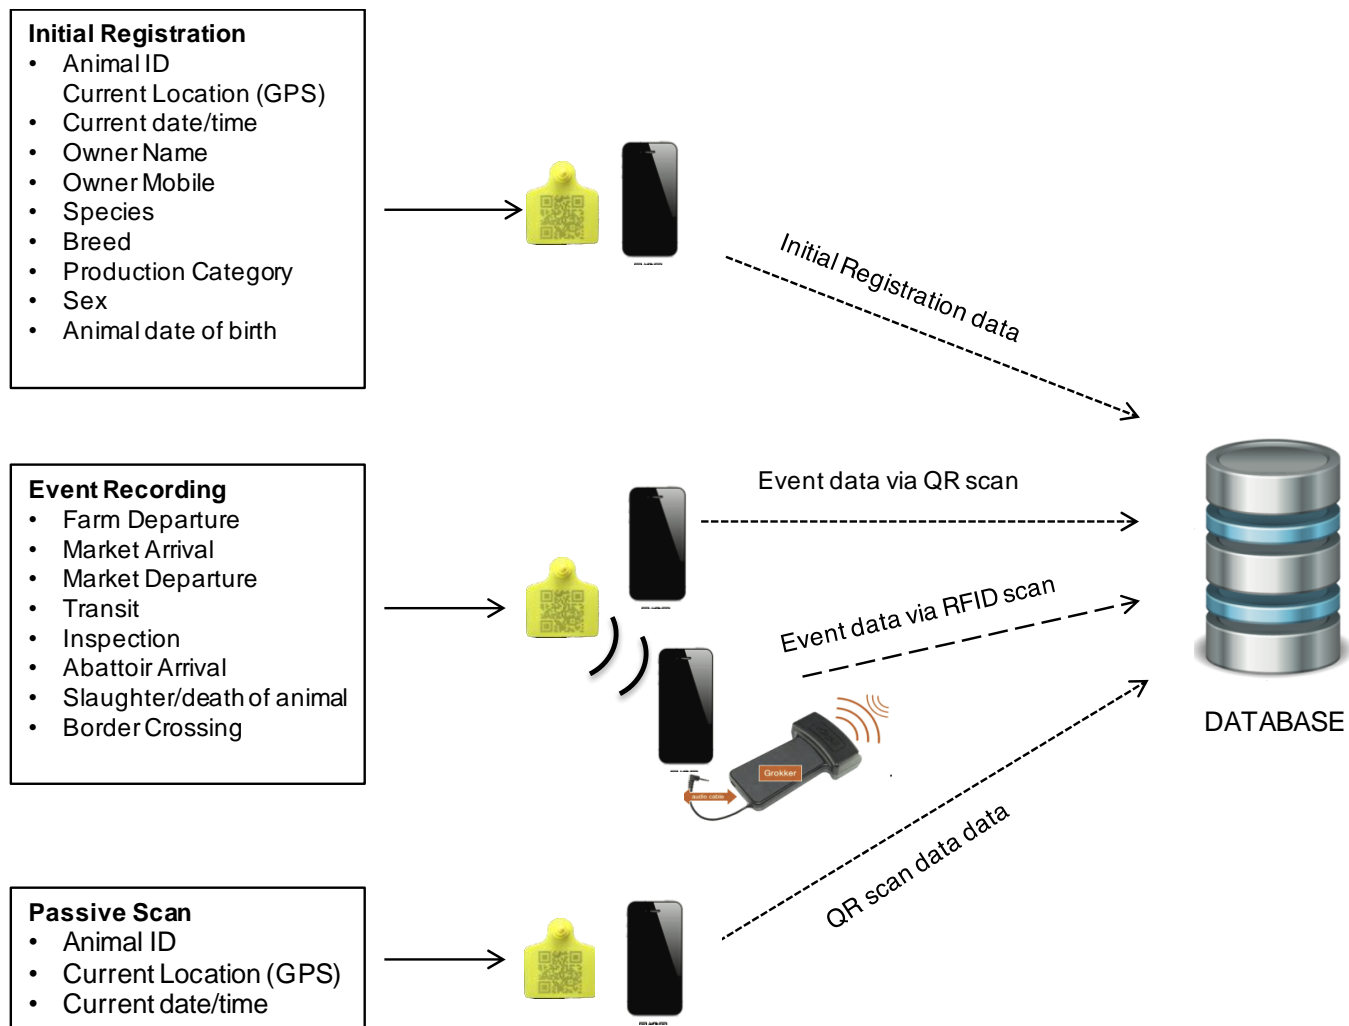 Initial Registration
• Animal ID
Current Location (GPS)
• Current date/time
• Owner Name
• Owner Mobile
• Species
• Breed
• Production Category
• Sex
• Animal date of birth
Initial Registration data
Event Recording
• Farm Departure
• Market Arrival
• Market Departure
• Transit
• Inspection
• Abattoir Arrival
• Slaughter/death of animal
• Border Crossing
Event data via QR scan
Event data via RFID scan
Grokker
audio cable
DATABASE
QR scan data data
Passive Scan
• Animal ID
• Current Location (GPS)
• Current date/time